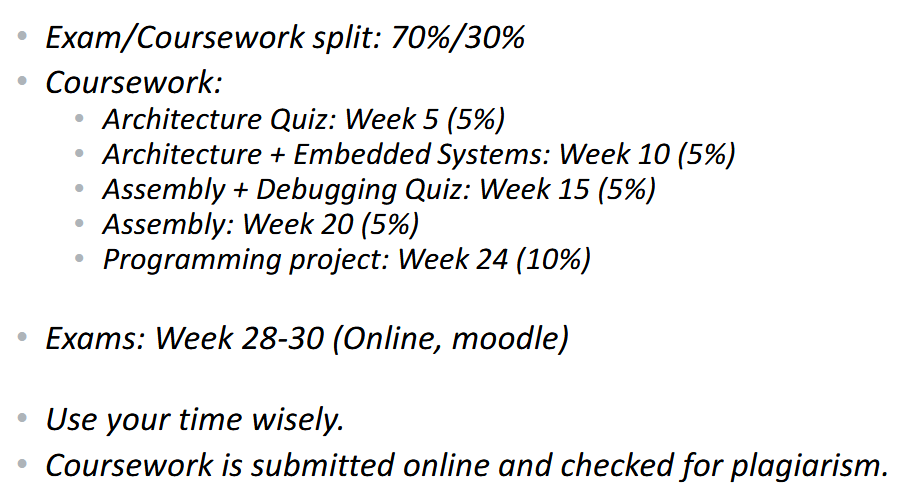 • Exam/Coursework split: 70%/30%
• Coursework:
• Architecture Quiz: Week 5 (5%)
• Architecture + Embedded Systems: Week 10 (5%)
• Assembly + Debugging Quiz: Week 15 (5%)
• Assembly: Week 20 (5%)
• Programming project: Week 24 (10%)
• Exams: Week 28-30 (Online, moodle)
• Use your time wisely.
• Coursework is submitted online and checked for plagiarism.